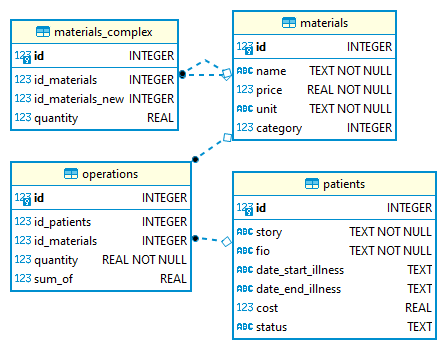 materials_complex
123 id INTEGER
123 id_materials INTEGER
123 id_materials_new INTEGER
123 quantity REAL
materials
123 id INTEGER
ABC name TEXT NOT NULL
123 price REAL NOT NULL
ABC unit TEXT NOT NULL
123 category INTEGER
operations
123 id INTEGER
123 id_patients INTEGER
123 id_materials INTEGER
123 quantity REAL NOT NULL
123 sum_of REAL
patients
123 id INTEGER
ABC story TEXT NOT NULL
ABC fio TEXT NOT NULL
ABC date_start_illness TEXT
ABC date_end_illness TEXT
123 cost REAL
ABC status TEXT